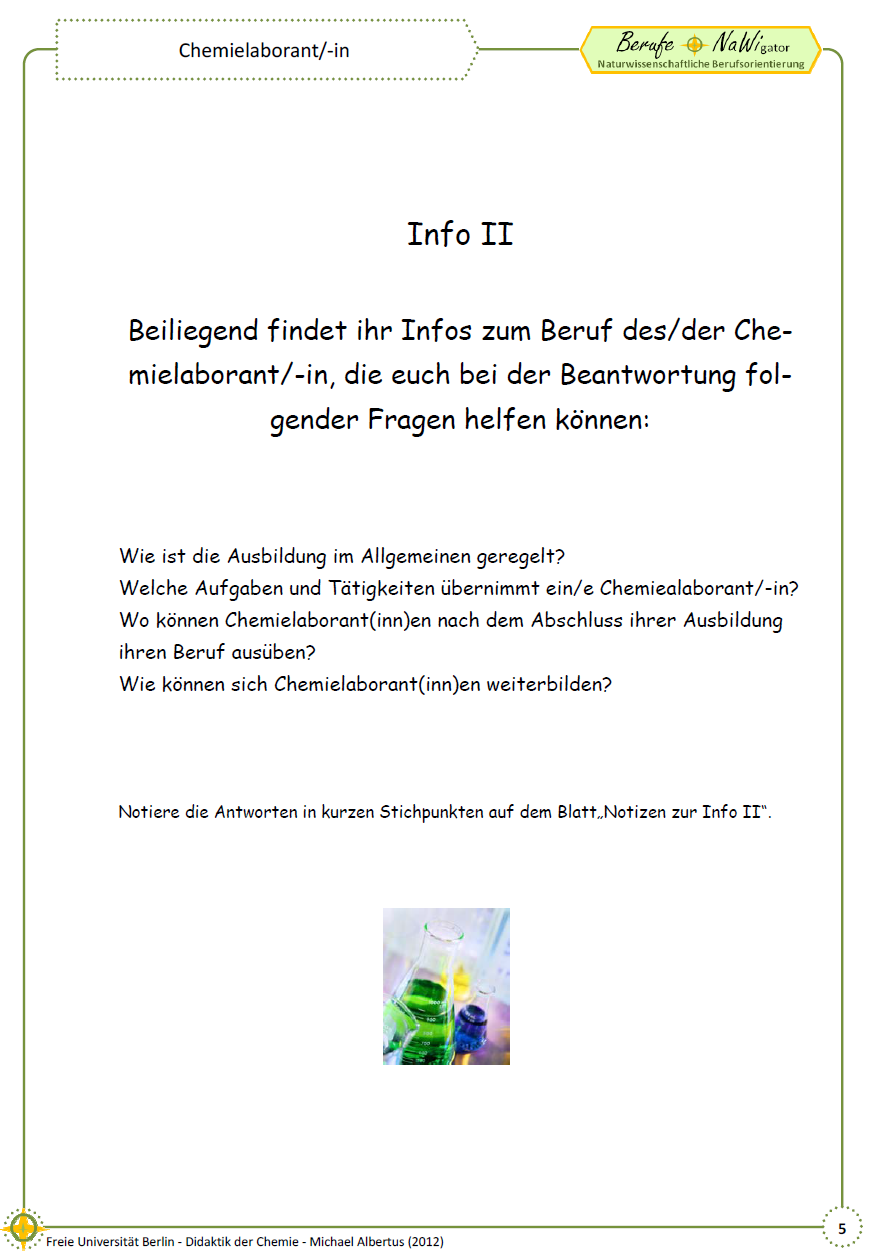 Chemielaborant/-in
Berufe NaWigator
Naturwissenschaftliche Berufsorientierung
Info II
Beiliegend findet ihr Infos zum Beruf des/der Che-
mielaborant/-in, die euch bei der Beantwortung fol-
gender Fragen helfen können:
Wie ist die Ausbildung im Allgemeinen geregelt?
Welche Aufgaben und Tätigkeiten übernimmt ein/e Chemiealaborant/-in?
Wo können Chemielaborant(inn)en nach dem Abschluss ihrer Ausbildung
ihren Beruf ausüben?
Wie können sich Chemielaborant(inn)en weiterbilden?
Notiere die Antworten in kurzen Stichpunkten auf dem Blatt„Notizen zur Info II“.
5
Freie Universität Berlin - Didaktik der Chemie - Michael Albertus (2012)